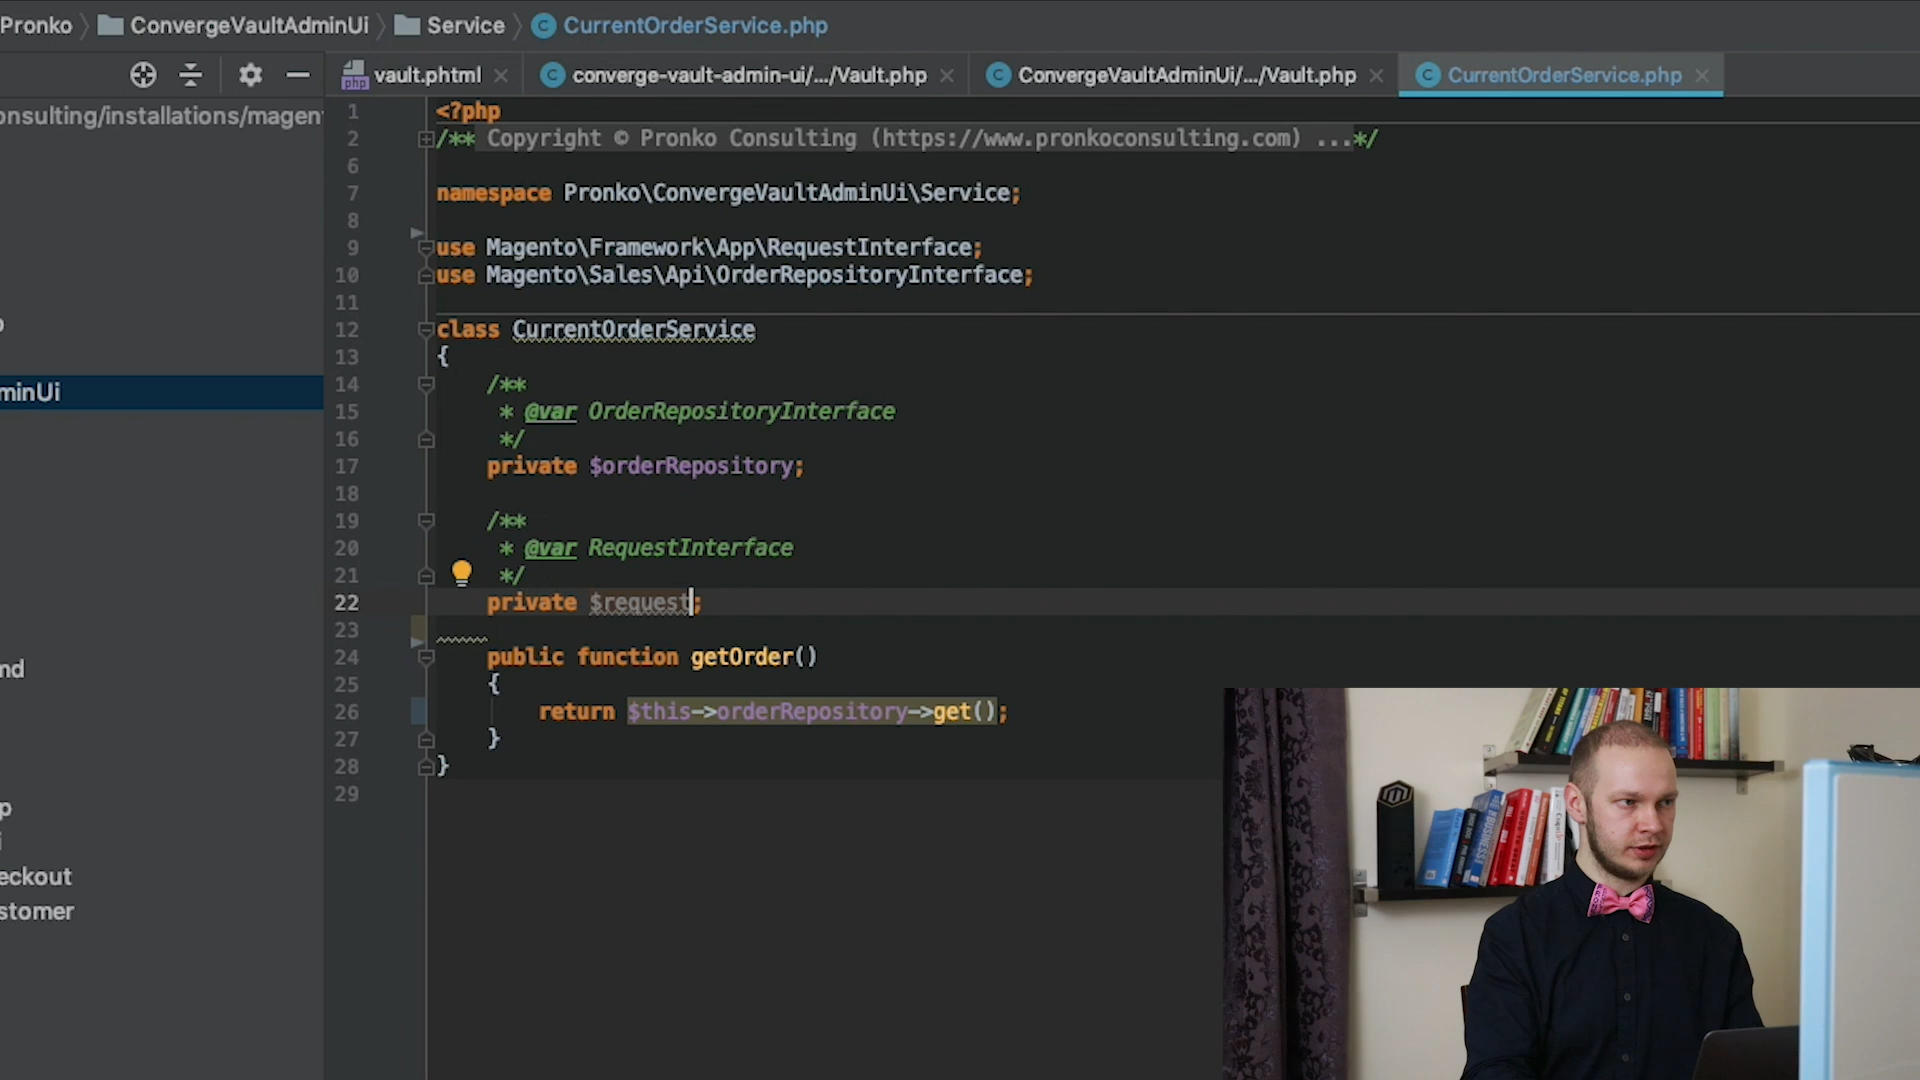 Pronko ConvergeVaultAdminUi Service CurrentOrderService.php
vault.phtml converge-vault-admin-ui/.../Vault.php ConvergeVaultAdminUi/.../Vault.php CurrentOrderService.php
onsulting/installations/magen
minUi
nd
p
eckout
stomer
1 <?php
2 /** Copyright © Pronko Consulting (https://www.pronkoconsulting.com) ...*/
6
7 namespace Pronko\ConvergeVaultAdminUi\Service;
8
9 use Magento\Framework\App\RequestInterface;
10 use Magento\Sales\Api\OrderRepositoryInterface;
11
12 class CurrentOrderService
13 {
14 /**
15 * @var OrderRepositoryInterface
16 */
17 private $orderRepository;
18
19 /**
20 * @var RequestInterface
21 */
22 private $request;
23
24 public function getOrder()
25 {
26 return $this->orderRepository->get();
27 }
28 }
29